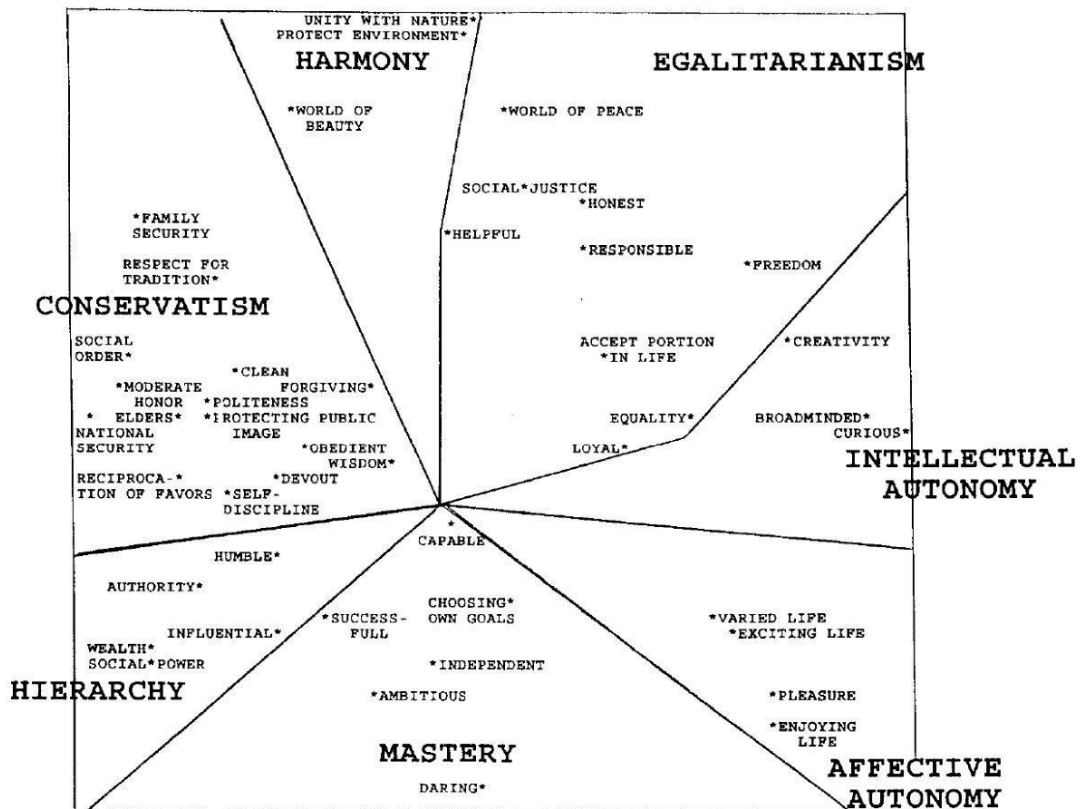 UNITY WITH NATURE*
PROTECT ENVIRONMENT*
HARMONY
EGALITARIANISM
*WORLD OF
BEAUTY
*WORLD OF PEACE
SOCIAL*JUSTICE
*HONEST
*FAMILY
SECURITY
*HELPFUL
*RESPONSIBLE
RESPECT FOR
TRADITION*
*FREEDOM
CONSERVATISM
SOCIAL
ORDER*
ACCEPT PORTION
*IN LIFE
*CREATIVITY
*CLEAN
*MODERATE
FORGIVING*
HONOR
*POLITENESS
*
ELDERS*
*PROTECTING PUBLIC
IMAGE
EQUALITY*
BROADMINDED*
NATIONAL
SECURITY
CURIOUS*
*OBEDIENT
WISDOM*
LOYAL*
INTELLECTUAL
AUTONOMY
RECIPROCA-*
TION OF FAVORS
*DEVOUT
*SELF-
DISCIPLINE
*
CAPABLE
HUMBLE*
AUTHORITY*
CHOOSING*
OWN GOALS
*SUCCESS-
FULL
*VARIED LIFE
*EXCITING LIFE
INFLUENTIAL*
WEALTH*
SOCIAL*POWER
*INDEPENDENT
HIERARCHY
*AMBITIOUS
*PLEASURE
*ENJOYING
LIFE
MASTERY
AFFECTIVE
AUTONOMY
DARING*